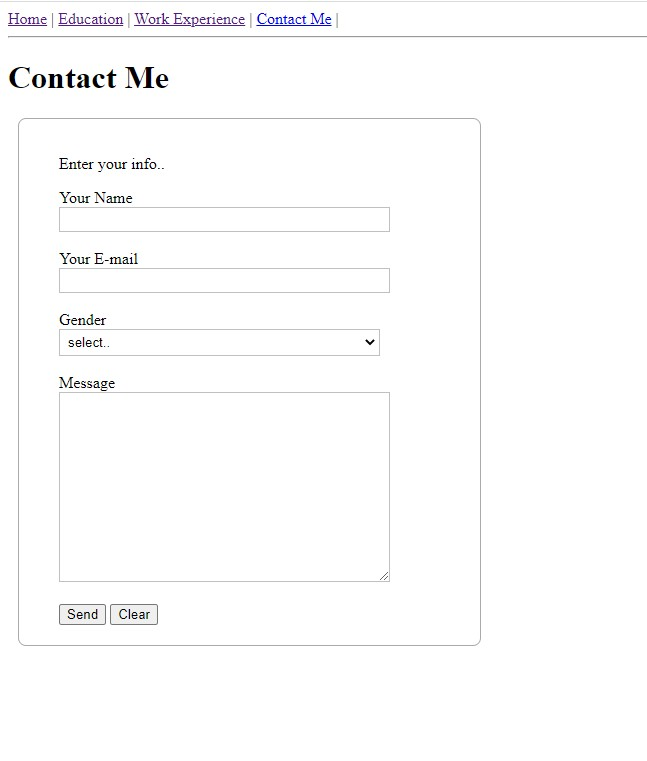 Home | Education | Work Experience | Contact Me |
Contact Me
Enter your info..
Your Name
Your E-mail
Gender
select..
Message
Send Clear